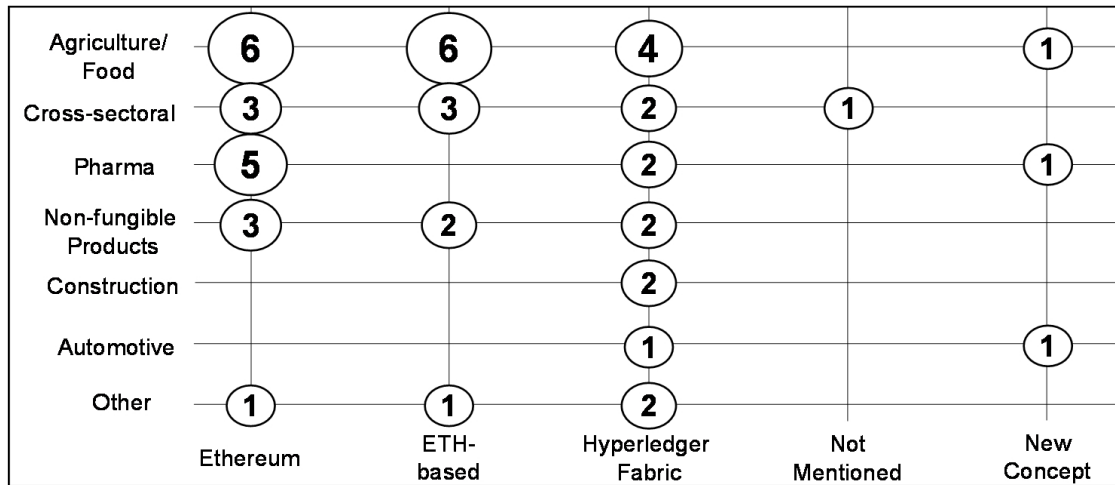 Agriculture/
Food
6
6
4
1
Cross-sectoral
3
3
2
1
Pharma
5
2
1
Non-fungible
Products
3
2
2
Construction
2
Automotive
1
1
Other
1
1
2
Ethereum
ETH-
based
Hyperledger
Fabric
Not
Mentioned
New
Concept